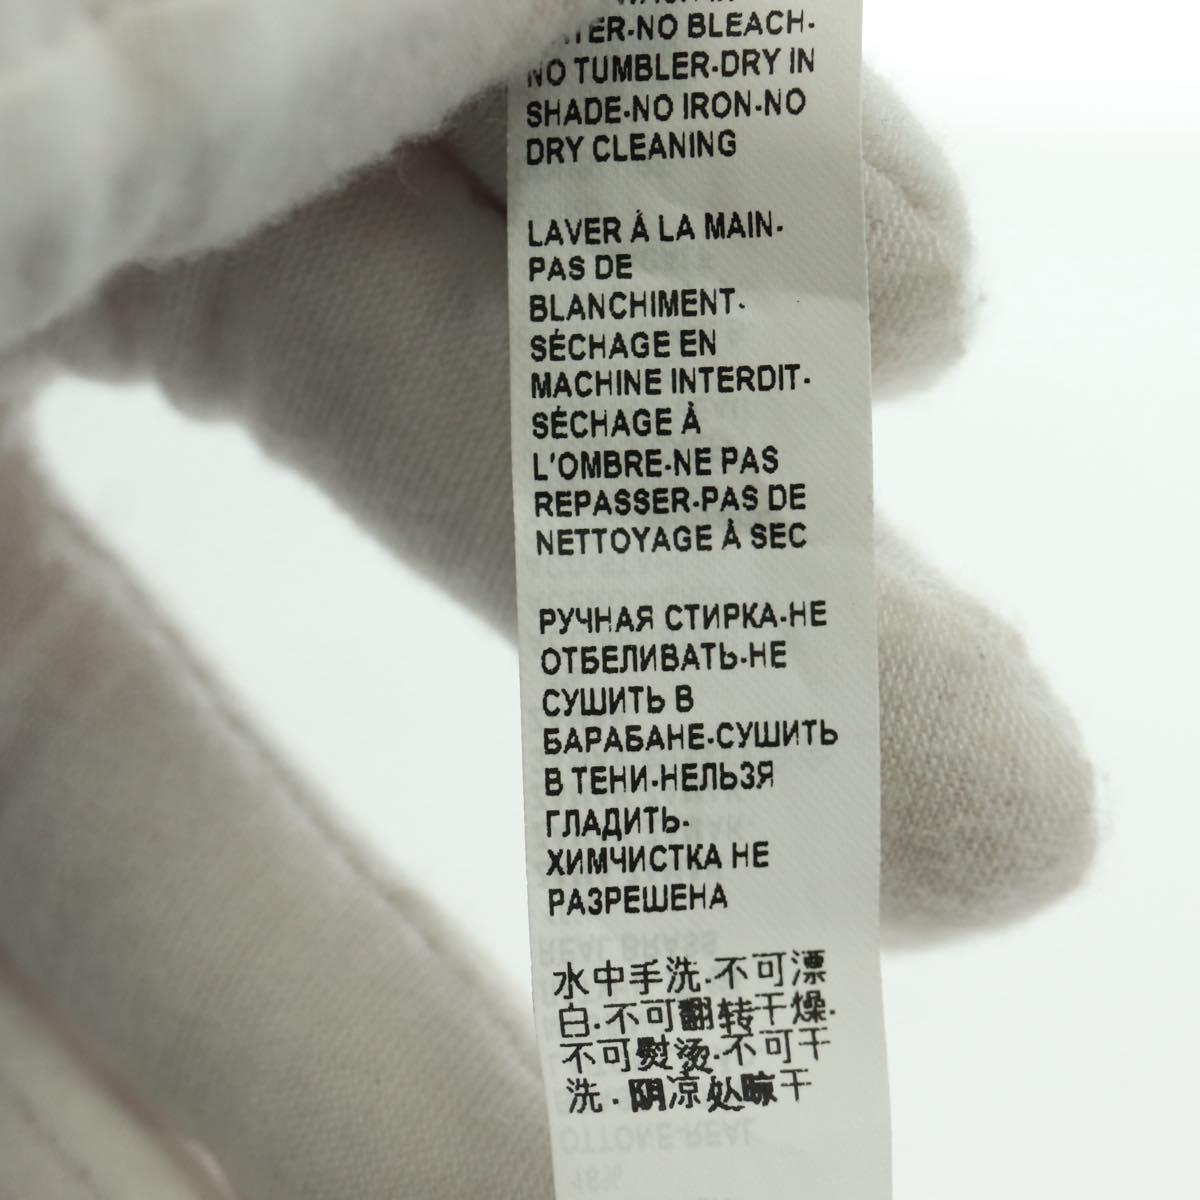 NO BLEACH-
NO TUMBLER-DRY IN
SHADE-NO IRON-NO
DRY CLEANING
LAVER Á LA MAIN-
PAS DE
BLANCHIMENT-
SÉCHAGE EN
MACHINE INTERDIT-
SÉCHAGE À
L'OMBRE-NE PAS
REPASSER-PAS DE
NETTOYAGE À SEC
РУЧНАЯ СТИРКА-НЕ
ОТБЕЛИВАТЬ-НЕ
СУШИТЬ В
БАРАБАНЕ-СУШИТЬ
В ТЕНИ-НЕЛЬЗЯ
ГЛАДИТЬ-
ХИМЧИСТКА НЕ
РАЗРЕШЕНА
水中手洗.不可漂
白.不可翻转干燥.
不可熨烫.不可干
洗.阴凉处晾干